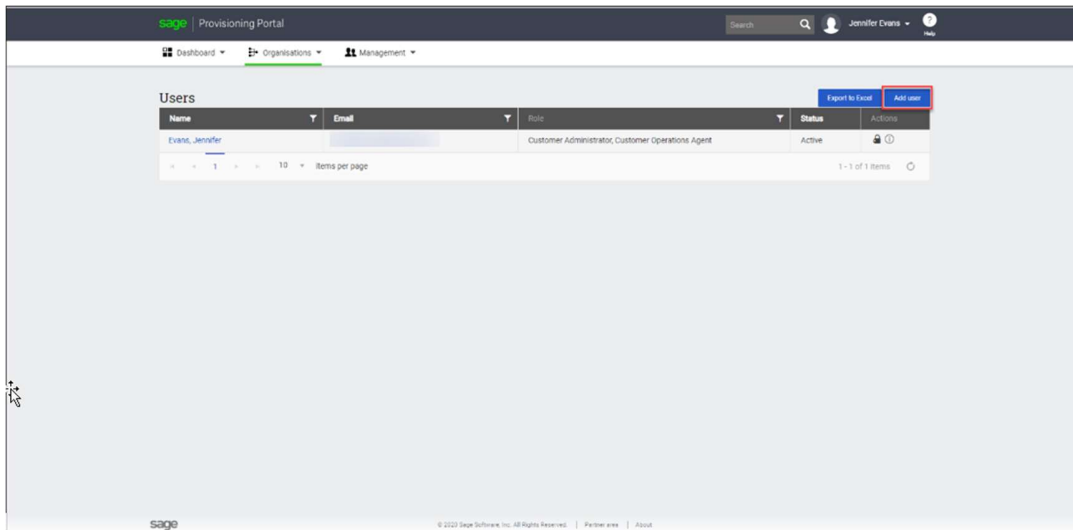 sage Provisioning Portal Search Jennifer Evans Help
Dashboard Organisations Management
Users Export to Excel Add user
Name Email Role Status Actions
Evans, Jennifer Customer Administrator, Customer Operations Agent Active
1 10 items per page 1 - 1 of 1 items
sage © 2023 Sage Software, Inc. All Rights Reserved. | Partner area | About